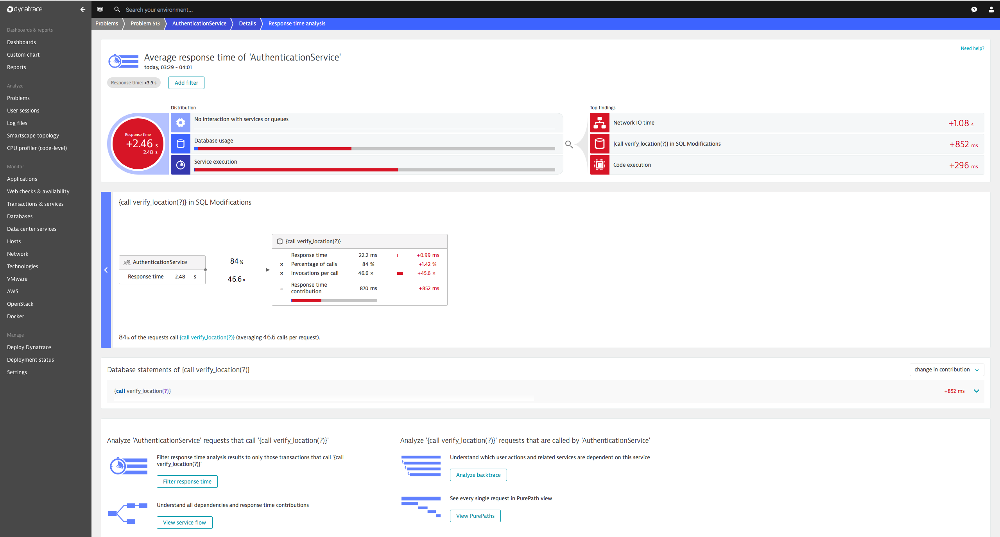 dynatrace
Search your environment...
Problems
Problem 513
AuthenticationService
Details
Response time analysis
Dashboards & reports
Dashboards
Custom chart
Reports
Analyze
Problems
User sessions
Log files
Smartscape topology
CPU profiler (code-level)
Monitor
Applications
Web checks & availability
Transactions & services
Databases
Data center services
Hosts
Network
Technologies
VMware
AWS
OpenStack
Docker
Manage
Deploy Dynatrace
Deployment status
Settings
Need help?
Average response time of 'AuthenticationService'
today, 03:29 - 04:01
Response time: <3.9 s
Add filter
Distribution
Response time
+2.46 s
2.48 s
No interaction with services or queues
Database usage
Service execution
Top findings
Network IO time +1.08 s
{call verify_location(?)} in SQL Modifications +852 ms
Code execution +296 ms
{call verify_location(?)} in SQL Modifications
AuthenticationService
Response time 2.48 s
84 %
46.6 ×
{call verify_location(?)}
Response time 22.2 ms +0.99 ms
× Percentage of calls 84 % +1.42 %
× Invocations per call 46.6 × +45.6 ×
= Response time contribution 870 ms +852 ms
84% of the requests call {call verify_location(?)} (averaging 46.6 calls per request).
Database statements of {call verify_location(?)}
change in contribution
{call verify_location(?)} +852 ms
Analyze 'AuthenticationService' requests that call '{call verify_location(?)}'
Filter response time analysis results to only those transactions that call '{call
verify_location(?)}'
Filter response time
Understand all dependencies and response time contributions
View service flow
Analyze '{call verify_location(?)}' requests that are called by 'AuthenticationService'
Understand which user actions and related services are dependent on this service
Analyze backtrace
See every single request in PurePath view
View PurePaths